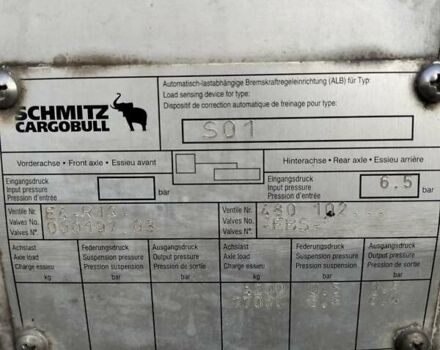 SCHMITZ
CARGOBULL
Automatisch-lastabhängige Bremskraftregeleinrichtung (ALB) für Typ:
Load sensing device for type:
Dispositif de correction automatique de freinage pour type:
S01
Vorderachse • Front axle • Essieu avant
Hinterachse • Rear axle • Essieu arrière
Eingangsdruck
Input pressure
Pression d'entrée
bar
Eingangsdruck
Input pressure
Pression d'entrée
6.5
bar
Ventile Nr.
Valves No.
Valves N°.
Ventile Nr.
Valves No.
Valves N°.
480 102
-EBS-
Achslast
Axle load
Charge essieu
kg
Federungsdruck
Suspension pressure
Pression suspension
bar
Ausgangsdruck
Output pressure
Pression de sortie
bar
Achslast
Axle load
Charge essieu
kg
Federungsdruck
Suspension pressure
Pression suspension
bar
Ausgangsdruck
Output pressure
Pression de sortie
bar